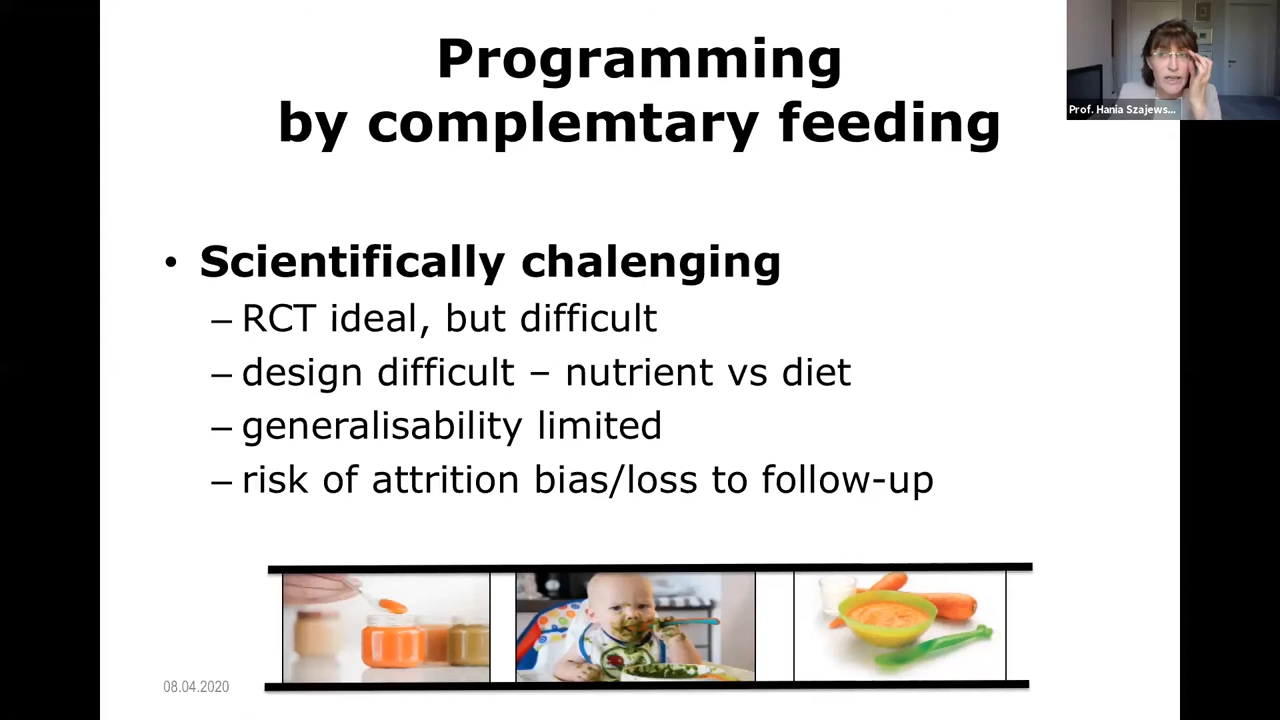 Programming
by complemtary feeding
Prof. Hania Szajews...
• Scientifically chalenging
– RCT ideal, but difficult
– design difficult – nutrient vs diet
– generalisability limited
– risk of attrition bias/loss to follow-up
08.04.2020